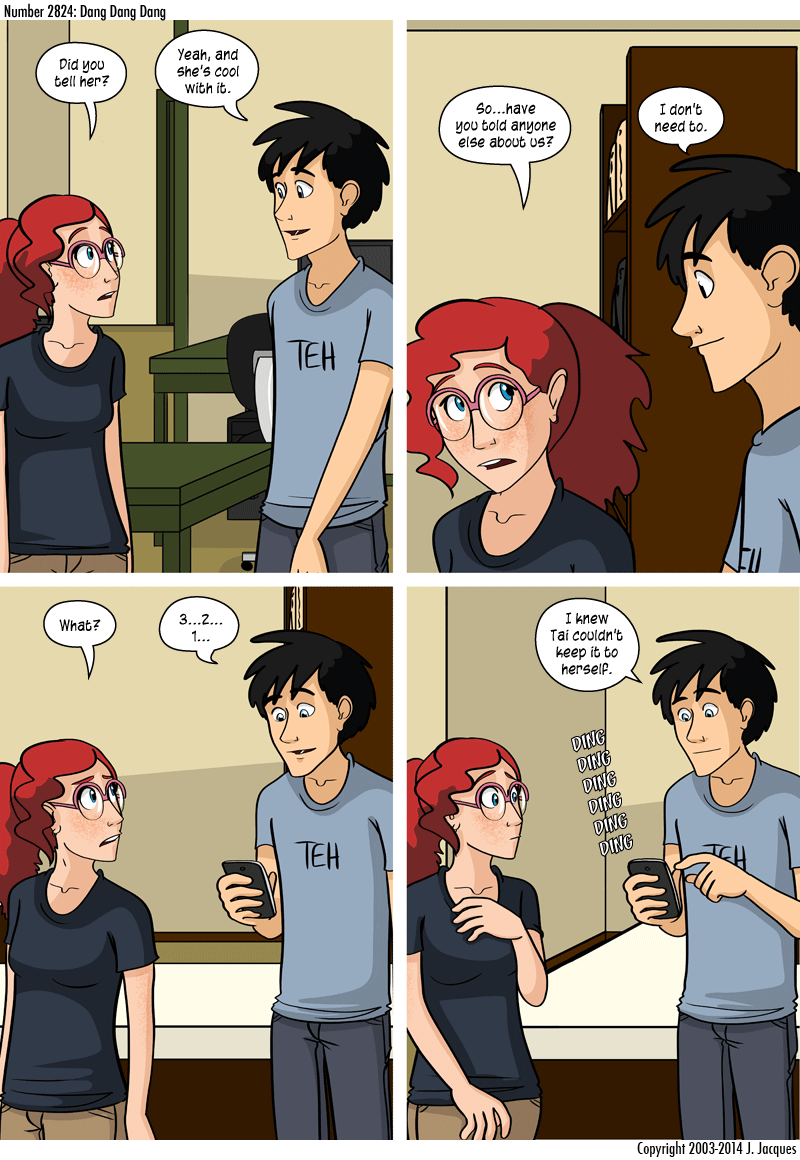 Number 2824: Dang Dang Dang
Did you
tell her?
Yeah, and
she's cool
with it.
TEH
So...have
you told anyone
else about us?
I don't
need to.
EH
What?
3...2...
1...
TEH
I knew
Tai couldn't
keep it to
herself.
DING
DING
DING
DING
DING
DING
TEH
Copyright 2003-2014 J. Jacques